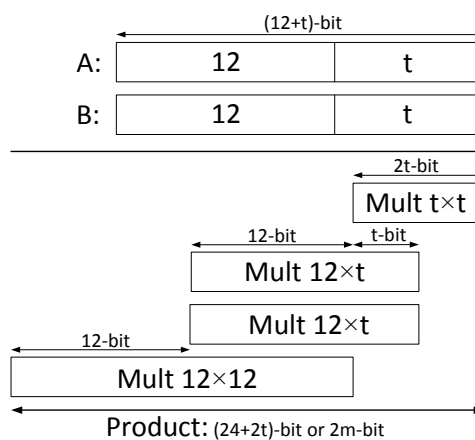 (12+t)-bit
A: 12 t
B: 12 t
2t-bit
Mult t×t
12-bit t-bit
Mult 12×t
Mult 12×t
12-bit
Mult 12×12
Product: (24+2t)-bit or 2m-bit